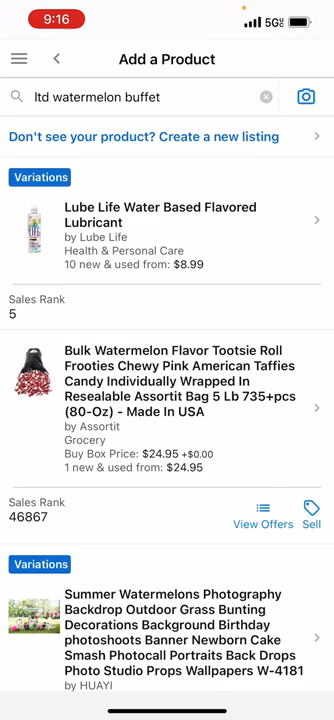 9:16
5G
Add a Product
ltd watermelon buffet
Don't see your product? Create a new listing
Variations
Lube Life Water Based Flavored
Lubricant
by Lube Life
Health & Personal Care
10 new & used from: $8.99
Sales Rank
5
Bulk Watermelon Flavor Tootsie Roll
Frooties Chewy Pink American Taffies
Candy Individually Wrapped In
Resealable Assortit Bag 5 Lb 735+pcs
(80-Oz) - Made In USA
by Assortit
Grocery
Buy Box Price: $24.95 +$0.00
1 new & used from: $24.95
Sales Rank
46867
View Offers
Sell
Variations
Summer Watermelons Photography
Backdrop Outdoor Grass Bunting
Decorations Background Birthday
photoshoots Banner Newborn Cake
Smash Photocall Portraits Back Drops
Photo Studio Props Wallpapers W-4181
by HUAYI